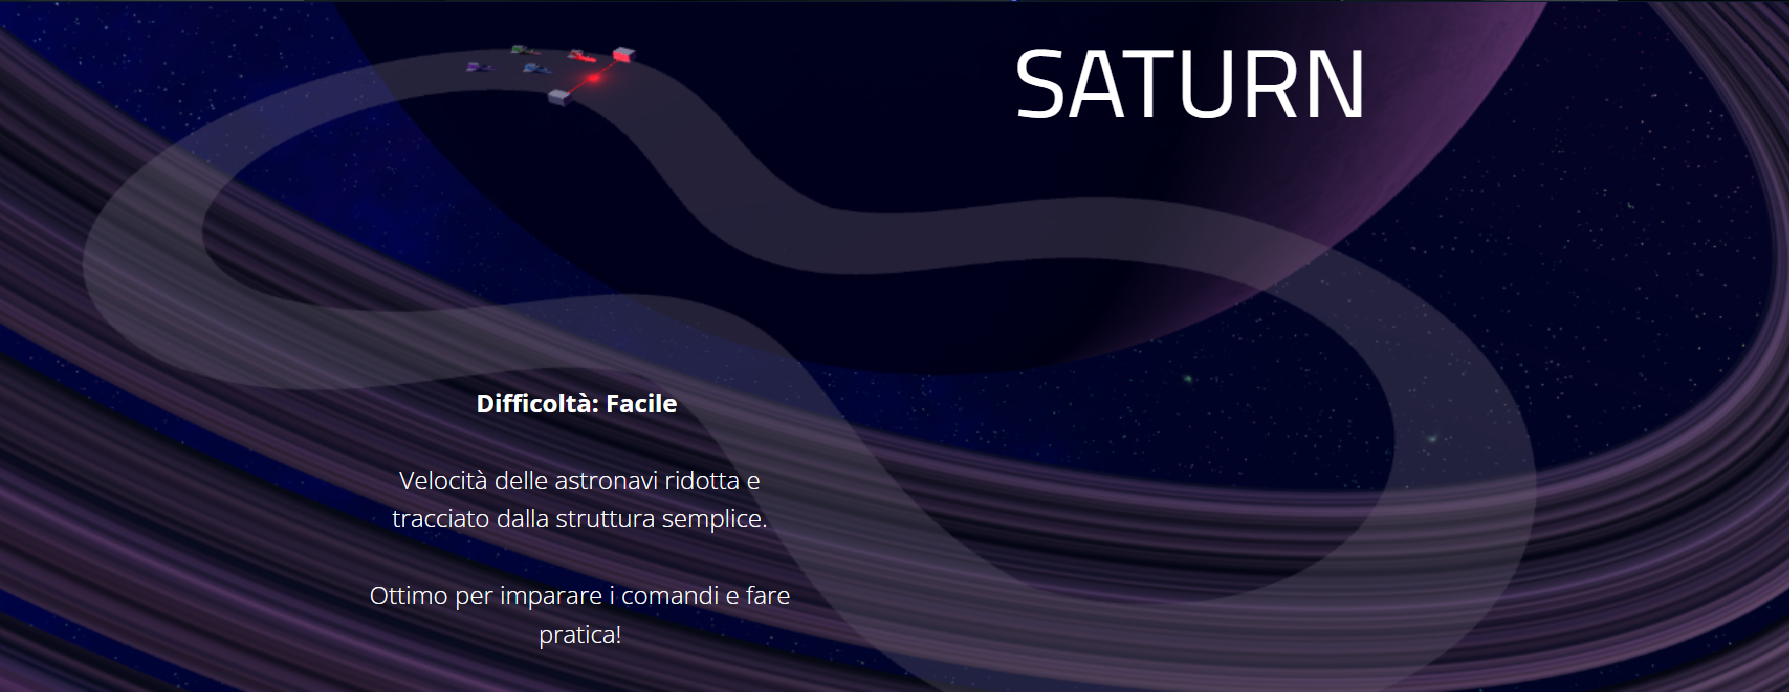 SATURN
Difficoltà: Facile
Velocità delle astronavi ridotta e
tracciato dalla struttura semplice.
Ottimo per imparare i comandi e fare
pratica!